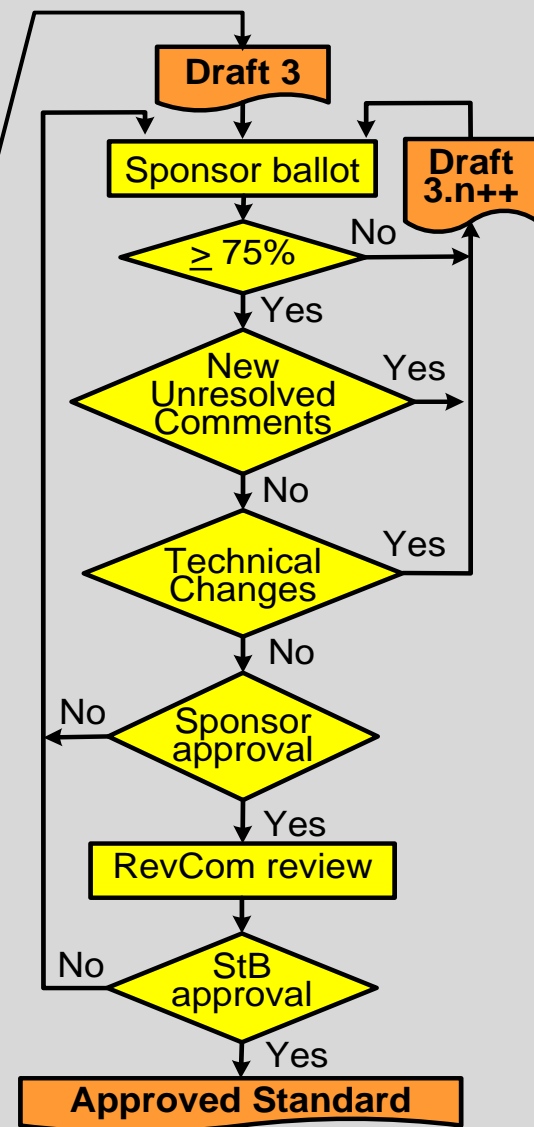 Draft 3
Sponsor ballot
Draft
3.n++
≥ 75%
No
Yes
New
Unresolved
Comments
Yes
No
Technical
Changes
Yes
No
Sponsor
approval
No
Yes
RevCom review
StB
approval
No
Yes
Approved Standard